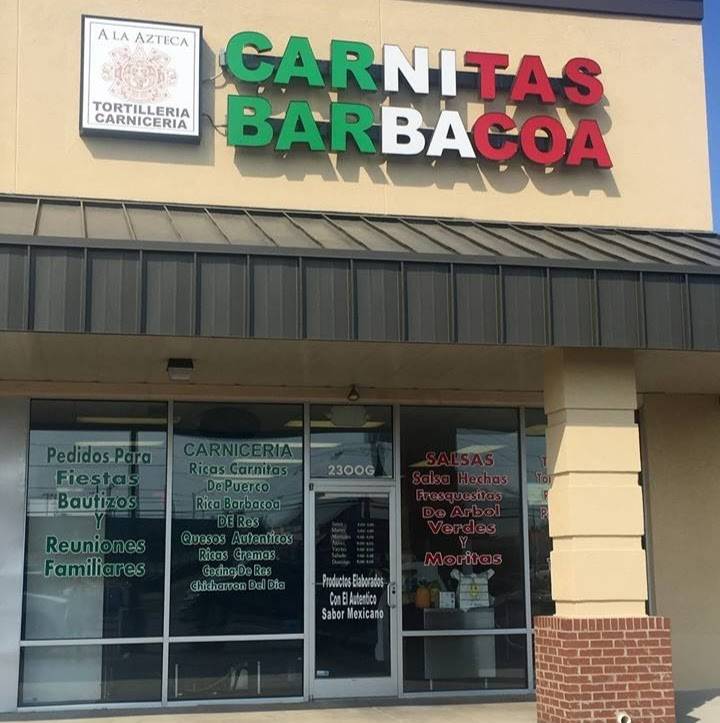 A LA AZTECA
TORTILLERIA
CARNICERIA
CARNITAS
BARBACOA
Pedidos Para
Fiestas
Bautizos
Y
Reuniones
Familiares
CARNICERIA
Ricas Carnitas
De Puerco
Rica Barbacoa
DE Res
Quesos Autenticos
Ricas Cremas
Cecina De Res
Chicharron Del Dia
2300G
Productos Elaborados
Con El Autentico
Sabor Mexicano
SALSAS
Salsa Hechas
Fresquesitas
De Arbol
Verdes
Y
Moritas